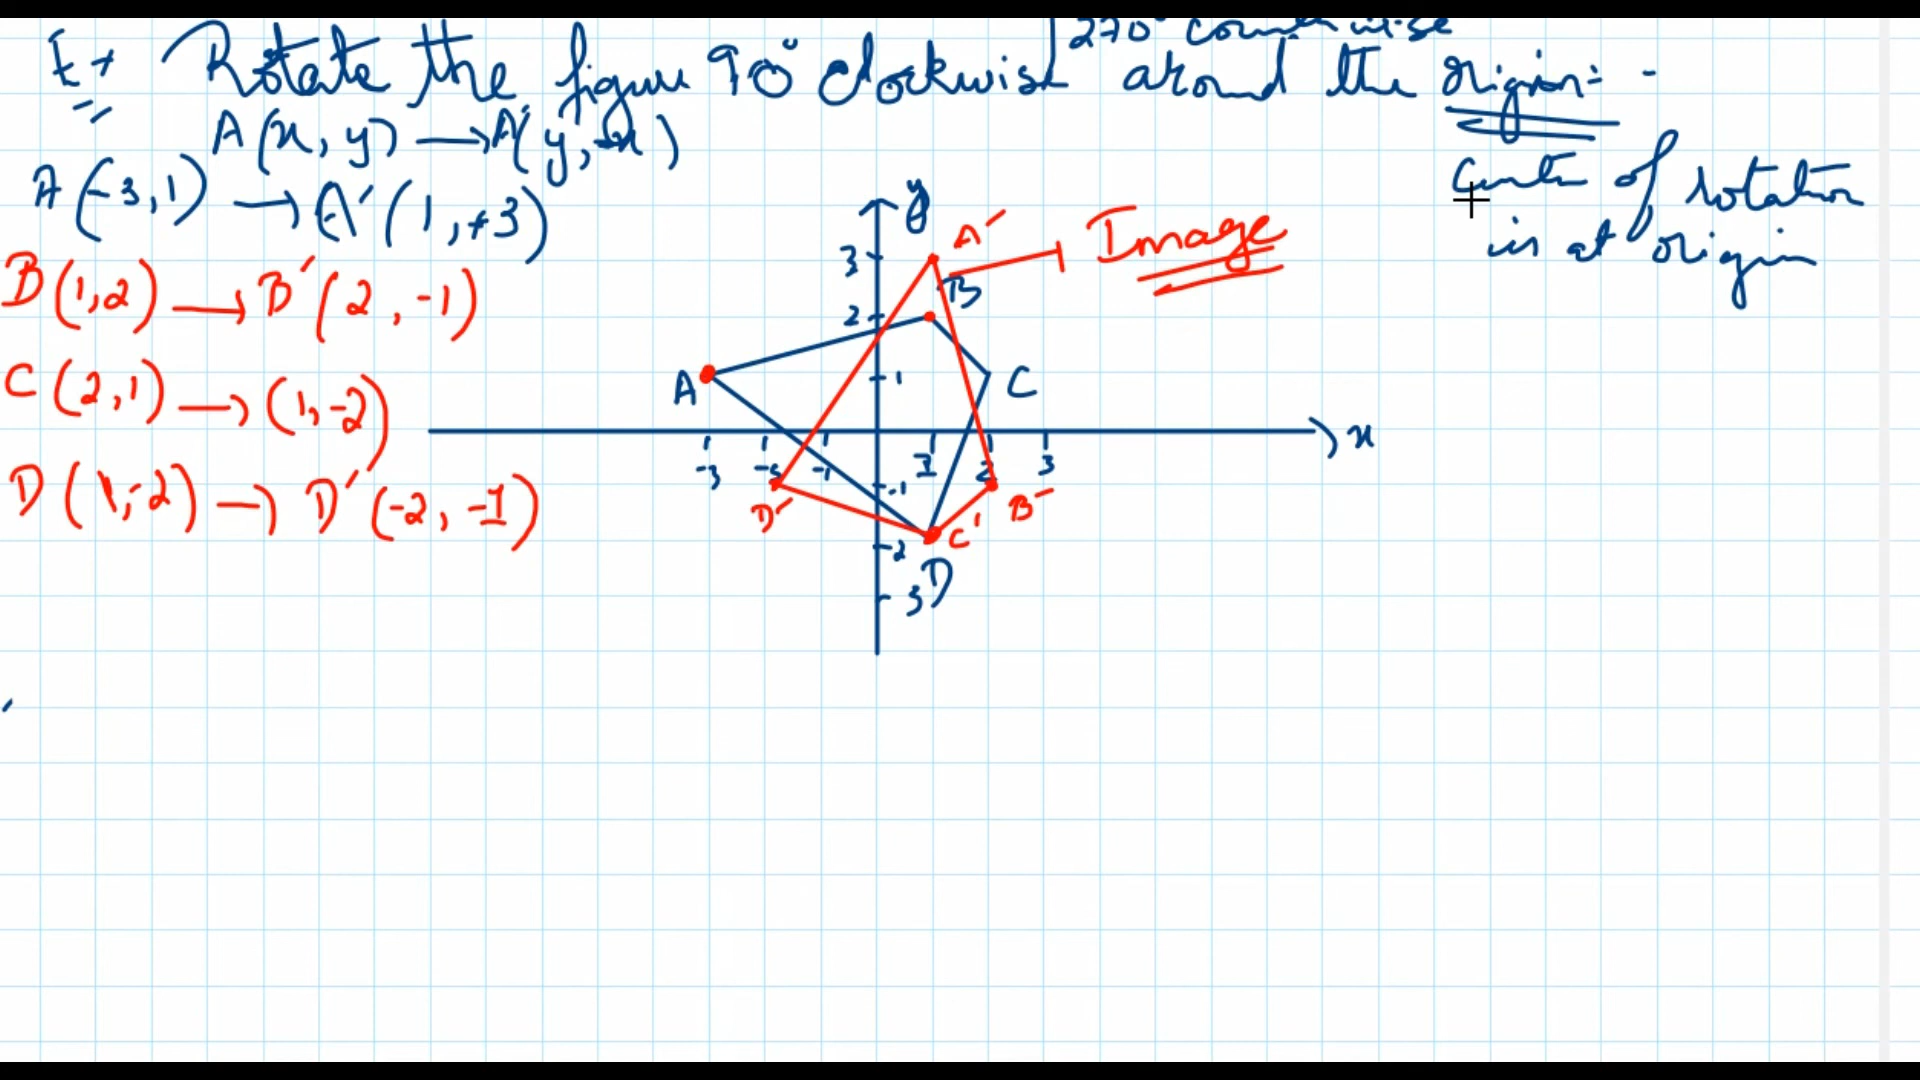 270° counterwise
Ex Rotate the figure 90° clockwise around the origin:-
A(x, y) → A'(y, -x)
Center of rotation
is at origin
A(-3, 1) → A'(1, +3)
B(1,2) → B'(2, -1)
C(2,1) → (1, -2)
D(1, -2) → D'(-2, -1)
y
A' Image
3
B
2
A 1 C
x
-3 -2 -1 1 2 3
-1
D' B'
C'
-2
D
3